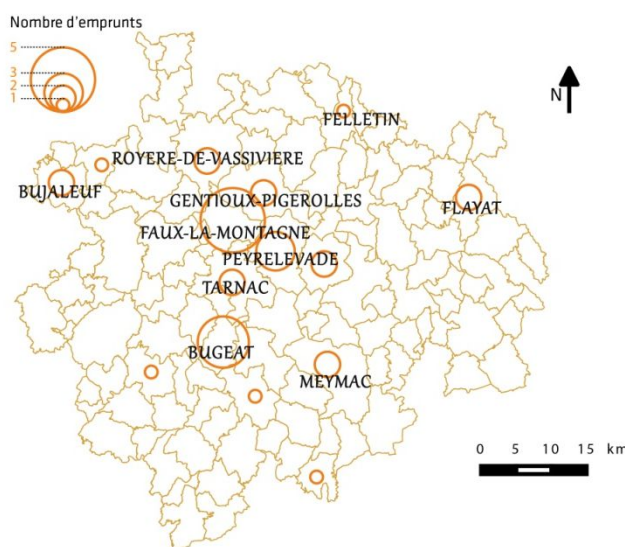 Nombre d'emprunts
5
3
2
1
N
FELLETIN
ROYERE-DE-VASSIVIERE
BUJALEUF
GENTIOUX-PIGEROLLES
FLAYAT
FAUX-LA-MONTAGNE
PEYRELEVADE
TARNAC
BUGEAT
MEYMAC
0 5 10 15 km